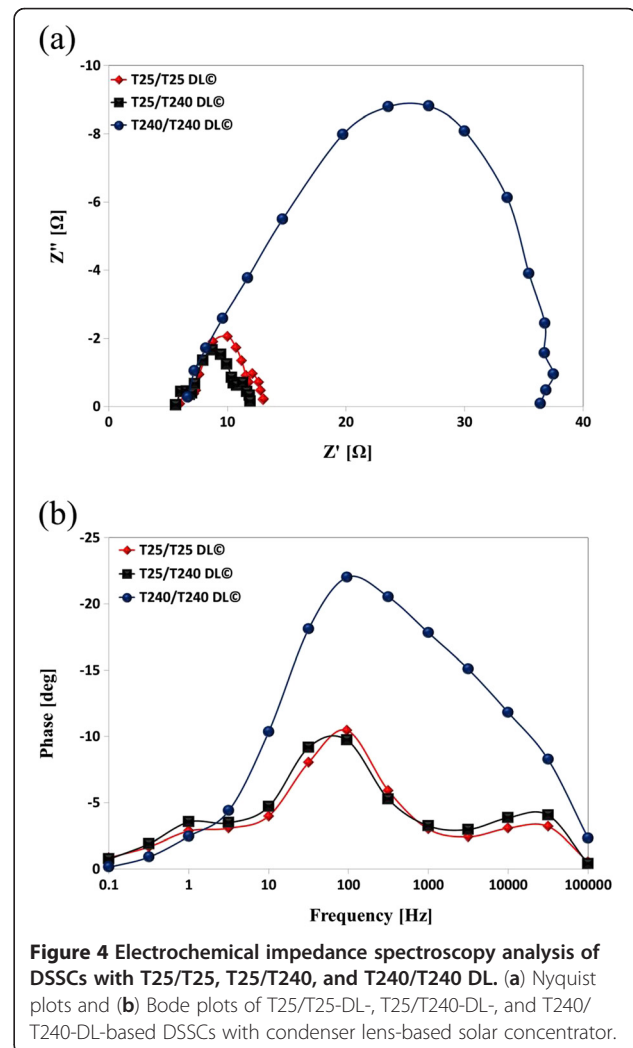 (a)
-10
-8
-6
-4
-2
0
Z'' [Ω]
T25/T25 DL©
T25/T240 DL©
T240/T240 DL©
0 10 20 30 40
Z' [Ω]
(b)
-25
-20
-15
-10
-5
0
Phase [deg]
T25/T25 DL©
T25/T240 DL©
T240/T240 DL©
0.1 1 10 100 1000 10000 100000
Frequency [Hz]
Figure 4 Electrochemical impedance spectroscopy analysis of
DSSCs with T25/T25, T25/T240, and T240/T240 DL. (a) Nyquist
plots and (b) Bode plots of T25/T25-DL-, T25/T240-DL-, and T240/
T240-DL-based DSSCs with condenser lens-based solar concentrator.